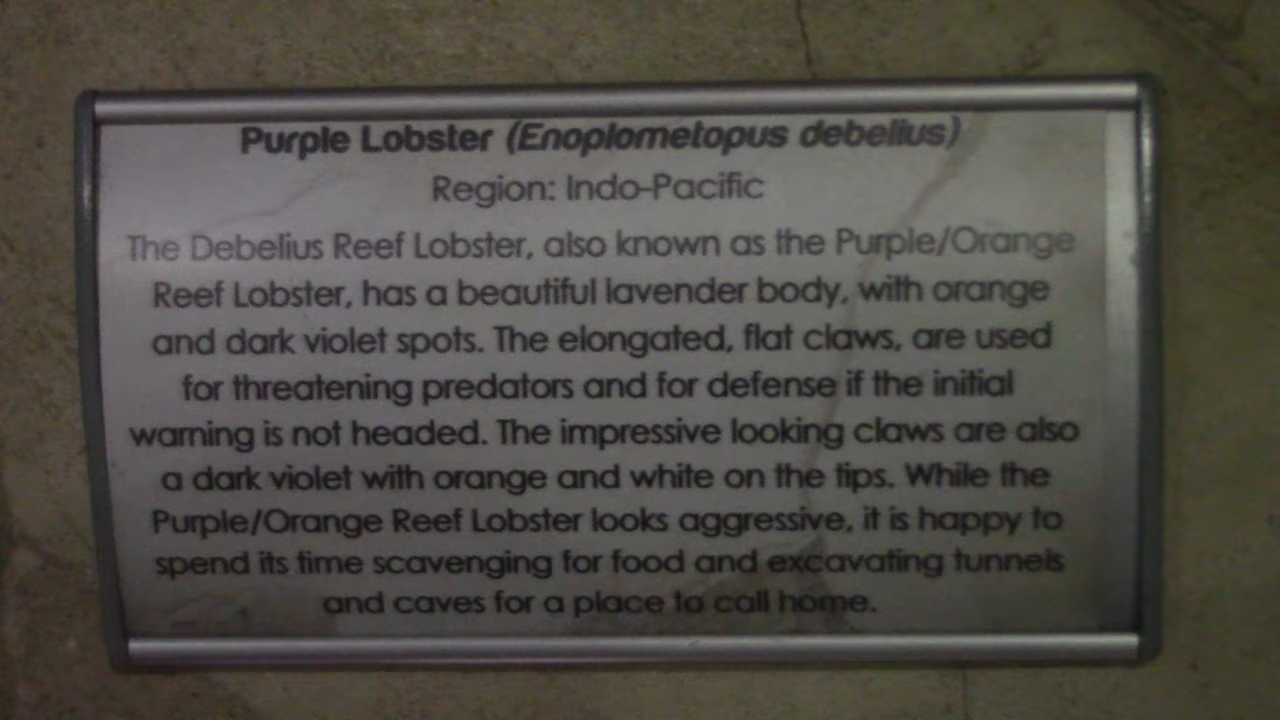 Purple Lobster (Enoplometopus debelius)
Region: Indo-Pacific
The Debelius Reef Lobster, also known as the Purple/Orange
Reef Lobster, has a beautiful lavender body, with orange
and dark violet spots. The elongated, flat claws, are used
for threatening predators and for defense if the initial
warning is not headed. The impressive looking claws are also
a dark violet with orange and white on the tips. While the
Purple/Orange Reef Lobster looks aggressive, it is happy to
spend its time scavenging for food and excavating tunnels
and caves for a place to call home.